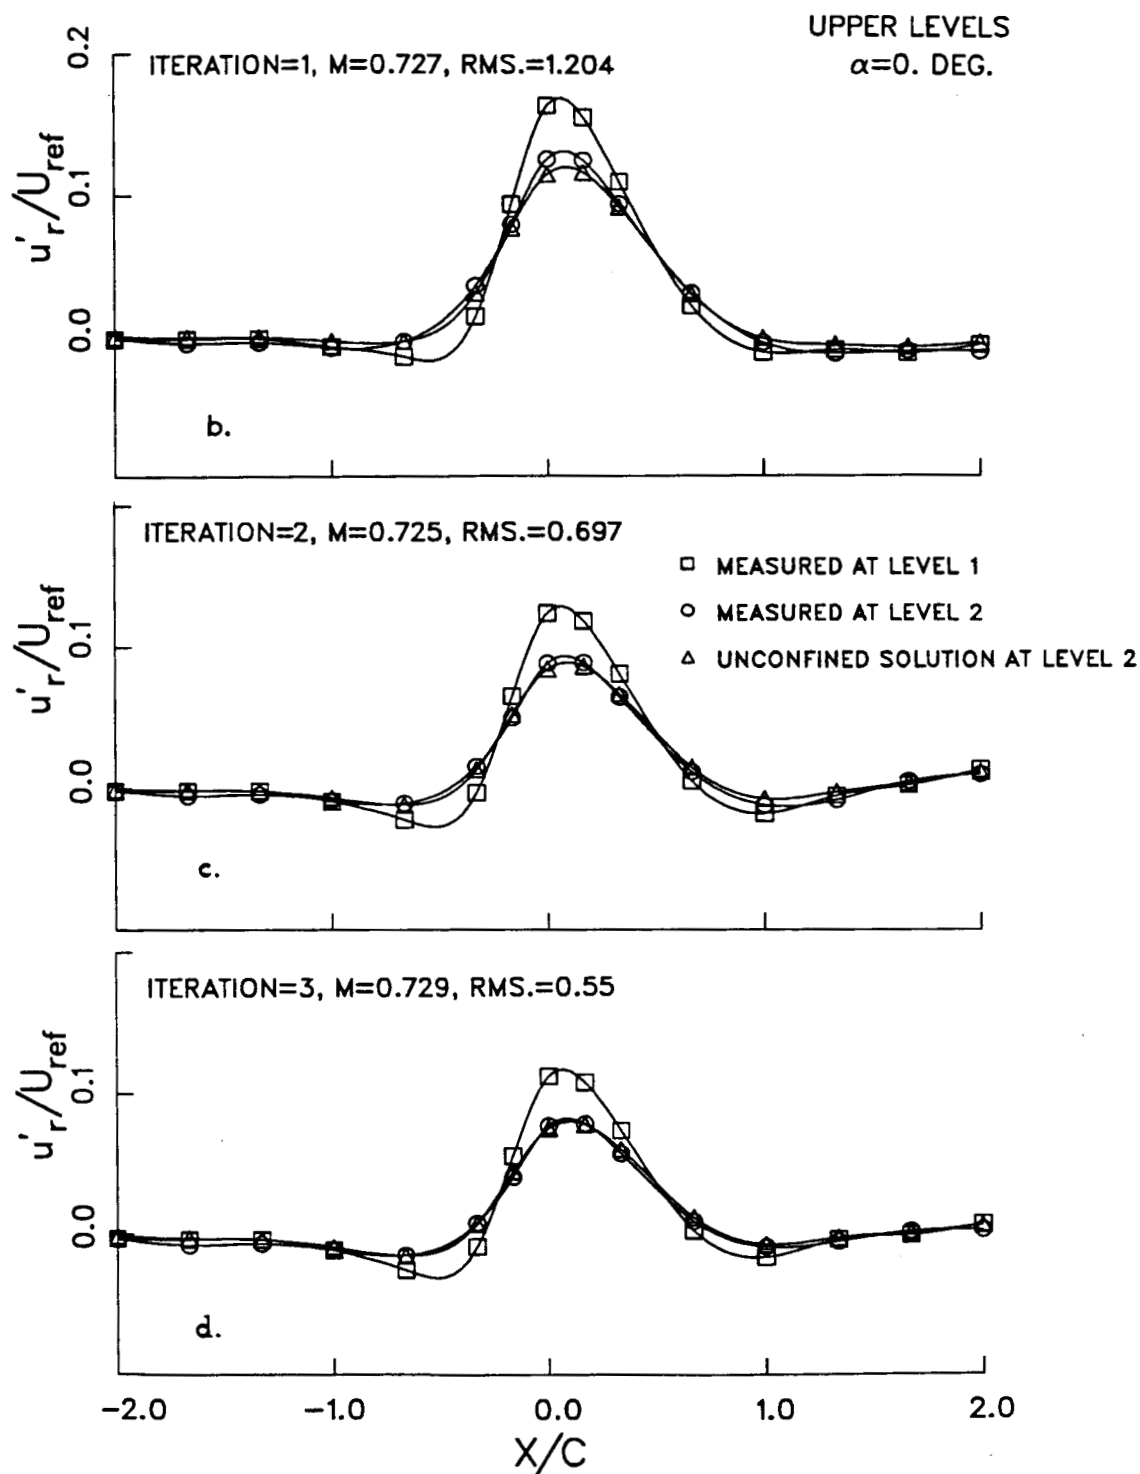 UPPER LEVELS
α=0. DEG.
ITERATION=1, M=0.727, RMS.=1.204
0.2
0.1
0.0
u'r/Uref
b.
ITERATION=2, M=0.725, RMS.=0.697
□ MEASURED AT LEVEL 1
○ MEASURED AT LEVEL 2
△ UNCONFINED SOLUTION AT LEVEL 2
0.1
0.0
u'r/Uref
c.
ITERATION=3, M=0.729, RMS.=0.55
0.1
0.0
u'r/Uref
d.
-2.0 -1.0 0.0 1.0 2.0
X/C